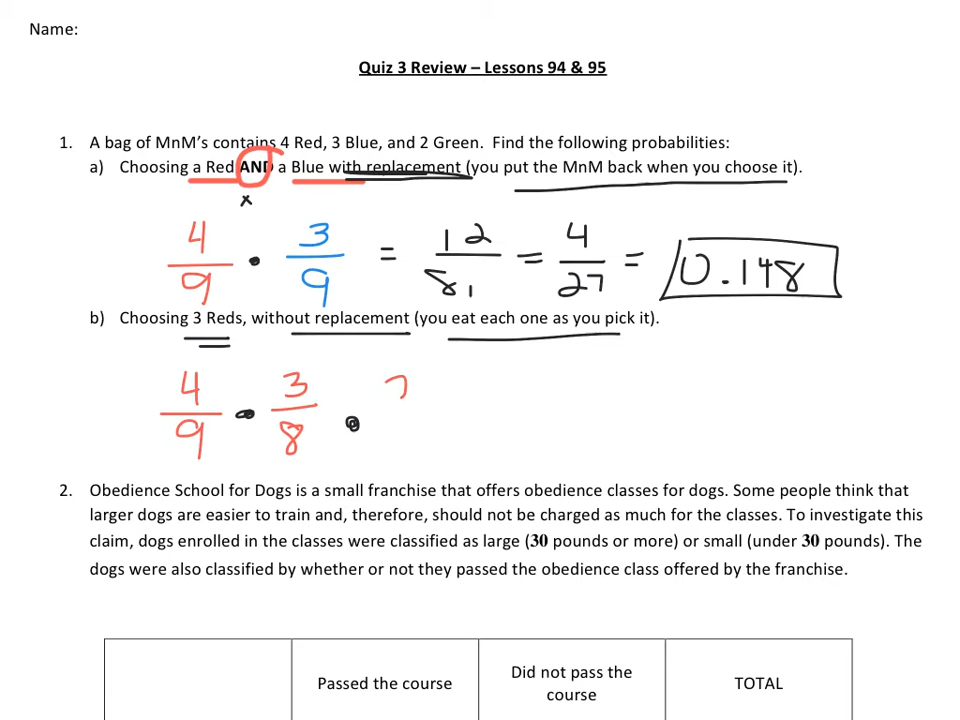 Name:
Quiz 3 Review – Lessons 94 & 95
1. A bag of MnM's contains 4 Red, 3 Blue, and 2 Green. Find the following probabilities:
a) Choosing a Red AND a Blue with replacement (you put the MnM back when you choose it).
x
4/9 · 3/9 = 12/81 = 4/27 = 0.148
b) Choosing 3 Reds, without replacement (you eat each one as you pick it).
4/9 · 3/8 ·
2. Obedience School for Dogs is a small franchise that offers obedience classes for dogs. Some people think that
larger dogs are easier to train and, therefore, should not be charged as much for the classes. To investigate this
claim, dogs enrolled in the classes were classified as large (30 pounds or more) or small (under 30 pounds). The
dogs were also classified by whether or not they passed the obedience class offered by the franchise.
Passed the course
Did not pass the
course
TOTAL